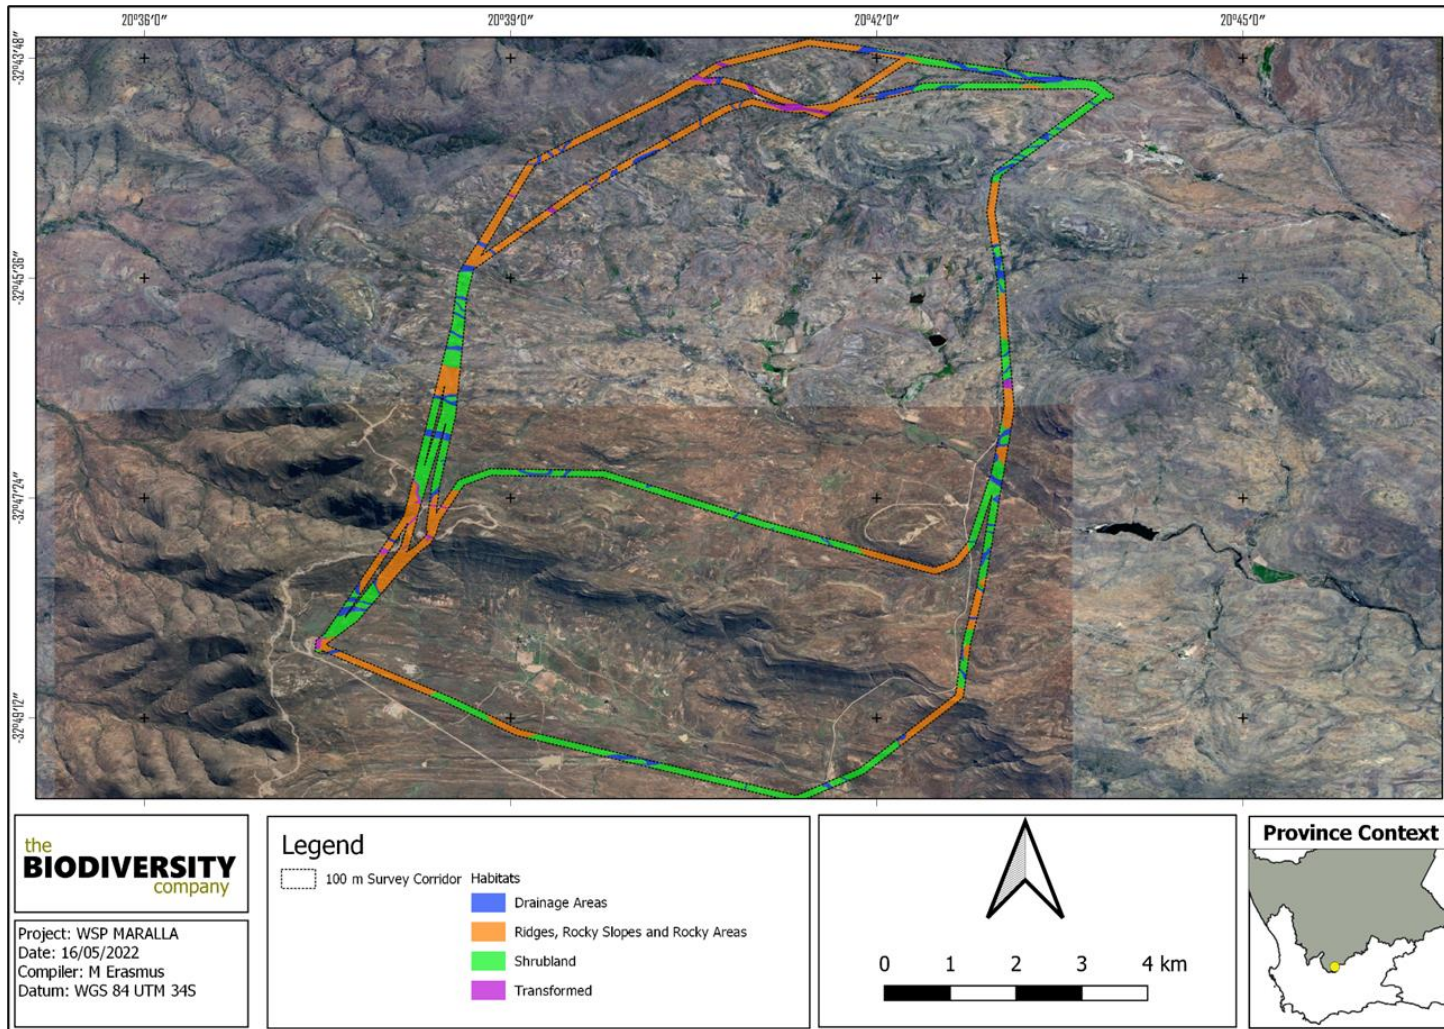 20°36'0" 20°39'0" 20°42'0" 20°45'0"
-32°43'48"
-32°45'36"
-32°47'24"
-32°49'12"
the
BIODIVERSITY
company
Project: WSP MARALLA
Date: 16/05/2022
Compiler: M Erasmus
Datum: WGS 84 UTM 34S
Legend
100 m Survey Corridor
Habitats
Drainage Areas
Ridges, Rocky Slopes and Rocky Areas
Shrubland
Transformed
0 1 2 3 4 km
Province Context